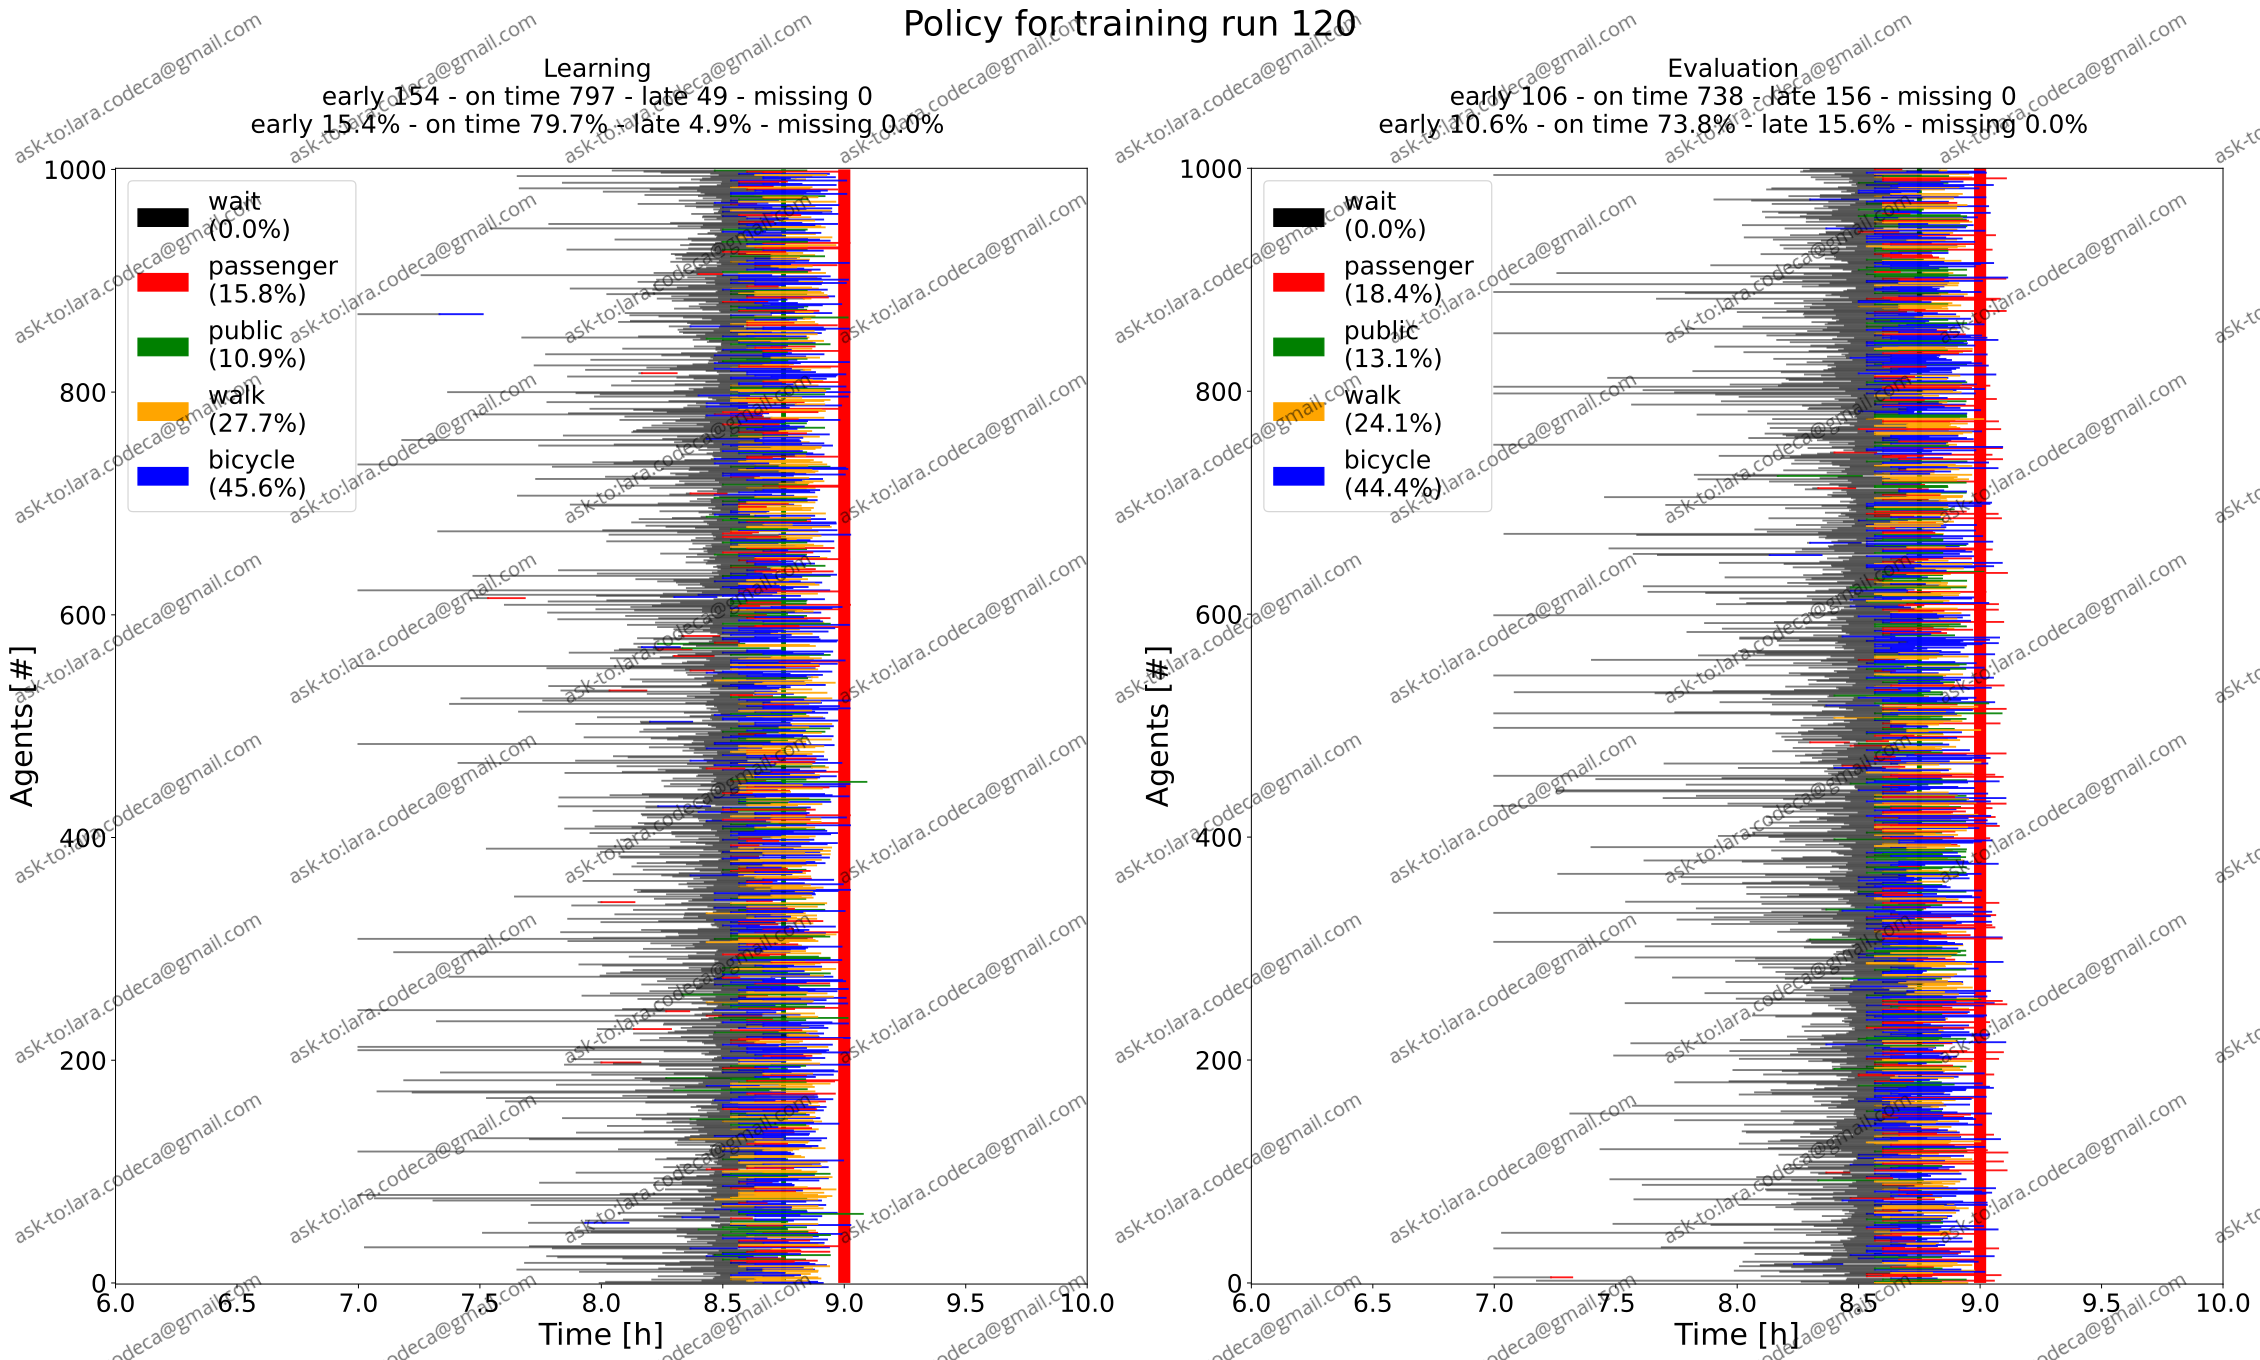 Policy for training run 120
Learning
early 154 - on time 797 - late 49 - missing 0
early 15.4% - on time 79.7% - late 4.9% - missing 0.0%
Evaluation
early 106 - on time 738 - late 156 - missing 0
early 10.6% - on time 73.8% - late 15.6% - missing 0.0%
1000
800
600
400
200
0
Agents [#]
wait
(0.0%)
passenger
(15.8%)
public
(10.9%)
walk
(27.7%)
bicycle
(45.6%)
6.0 6.5 7.0 7.5 8.0 8.5 9.0 9.5 10.0
Time [h]
1000
800
600
400
200
0
Agents [#]
wait
(0.0%)
passenger
(18.4%)
public
(13.1%)
walk
(24.1%)
bicycle
(44.4%)
6.0 6.5 7.0 7.5 8.0 8.5 9.0 9.5 10.0
Time [h]
ask-to:lara.codeca@gmail.com